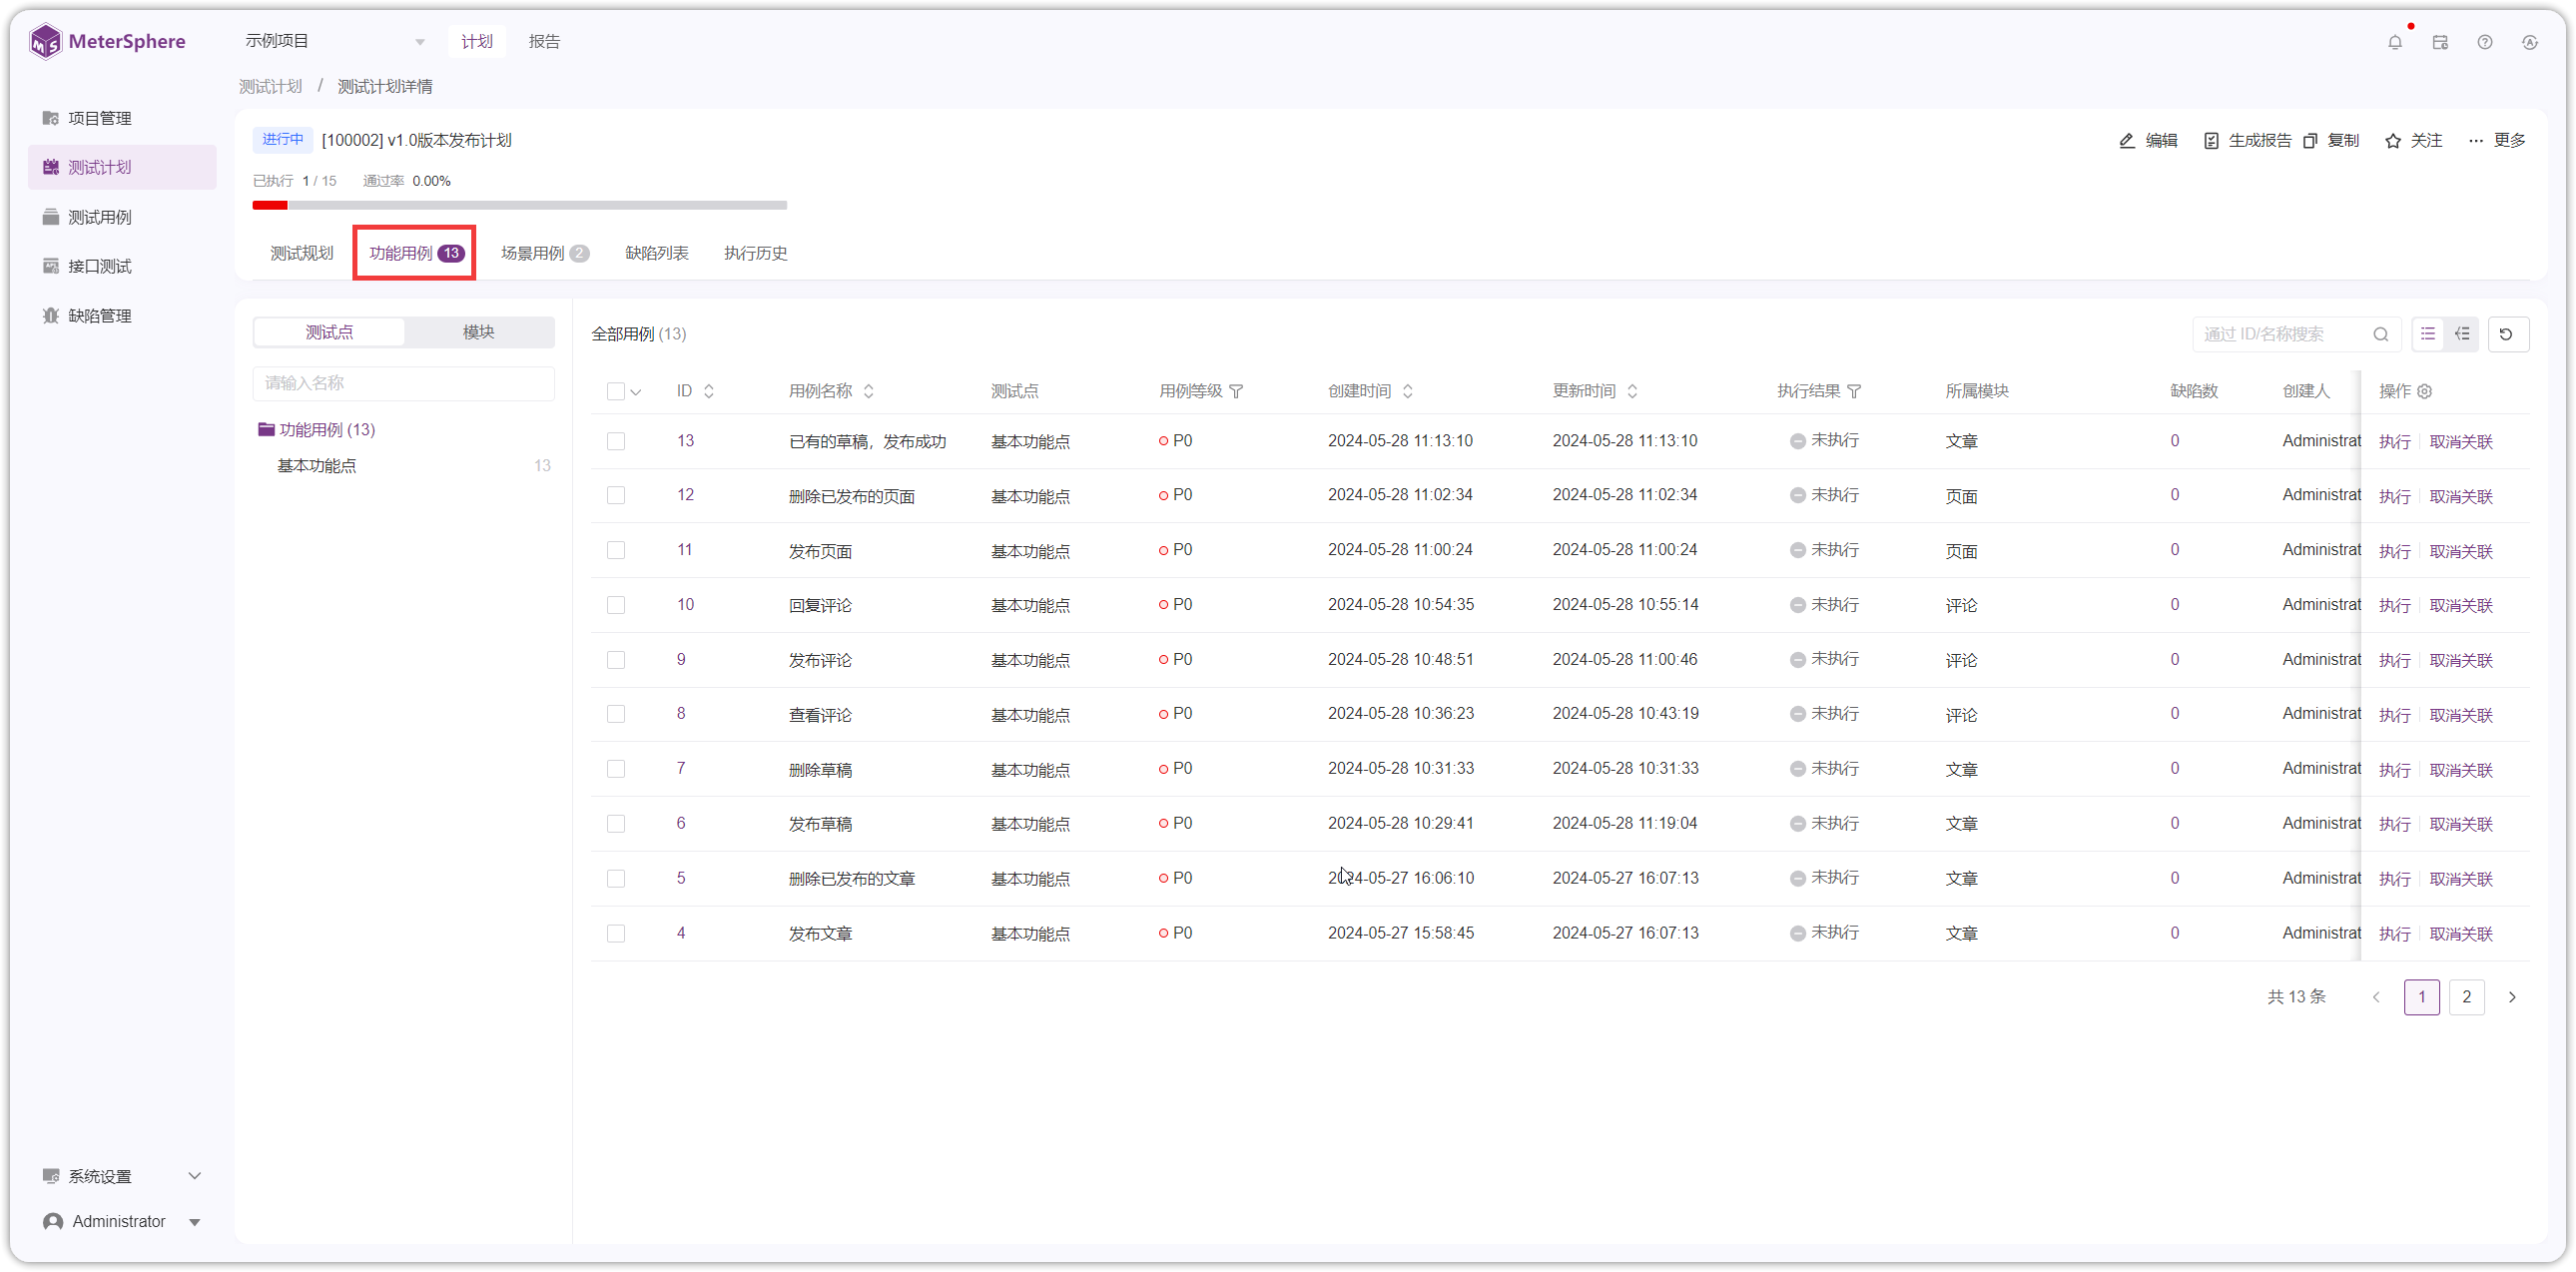 MeterSphere 示例项目 计划 报告
测试计划 / 测试计划详情
项目管理
测试计划
测试用例
接口测试
缺陷管理
系统设置
Administrator
进行中 [100002] v1.0版本发布计划 编辑 生成报告 复制 关注 更多
已执行 1 / 15 通过率 0.00%
测试规划 功能用例 13 场景用例 2 缺陷列表 执行历史
测试点 模块
请输入名称
功能用例 (13)
基本功能点 13
全部用例 (13) 通过 ID/名称搜索
ID 用例名称 测试点 用例等级 创建时间 更新时间 执行结果 所属模块 缺陷数 创建人 操作
13 已有的草稿，发布成功 基本功能点 P0 2024-05-28 11:13:10 2024-05-28 11:13:10 未执行 文章 0 Administrat 执行 取消关联
12 删除已发布的页面 基本功能点 P0 2024-05-28 11:02:34 2024-05-28 11:02:34 未执行 页面 0 Administrat 执行 取消关联
11 发布页面 基本功能点 P0 2024-05-28 11:00:24 2024-05-28 11:00:24 未执行 页面 0 Administrat 执行 取消关联
10 回复评论 基本功能点 P0 2024-05-28 10:54:35 2024-05-28 10:55:14 未执行 评论 0 Administrat 执行 取消关联
9 发布评论 基本功能点 P0 2024-05-28 10:48:51 2024-05-28 11:00:46 未执行 评论 0 Administrat 执行 取消关联
8 查看评论 基本功能点 P0 2024-05-28 10:36:23 2024-05-28 10:43:19 未执行 评论 0 Administrat 执行 取消关联
7 删除草稿 基本功能点 P0 2024-05-28 10:31:33 2024-05-28 10:31:33 未执行 文章 0 Administrat 执行 取消关联
6 发布草稿 基本功能点 P0 2024-05-28 10:29:41 2024-05-28 11:19:04 未执行 文章 0 Administrat 执行 取消关联
5 删除已发布的文章 基本功能点 P0 2024-05-27 16:06:10 2024-05-27 16:07:13 未执行 文章 0 Administrat 执行 取消关联
4 发布文章 基本功能点 P0 2024-05-27 15:58:45 2024-05-27 16:07:13 未执行 文章 0 Administrat 执行 取消关联
共 13 条 1 2